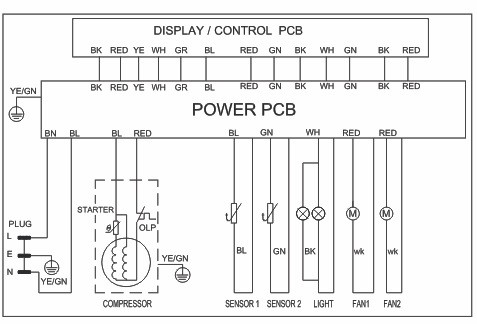 DISPLAY / CONTROL PCB
BK RED YE WH GR BL RED GN BK WH GN BK RED
BK RED YE WH GR BL RED GN BK WH GN BK RED
YE/GN
POWER PCB
BN BL BL RED BL GN WH RED RED
STARTER
θ
OLP
M M
PLUG
L
E
N
YE/GN
YE/GN
BL GN BK wk wk
COMPRESSOR SENSOR 1 SENSOR 2 LIGHT FAN1 FAN2